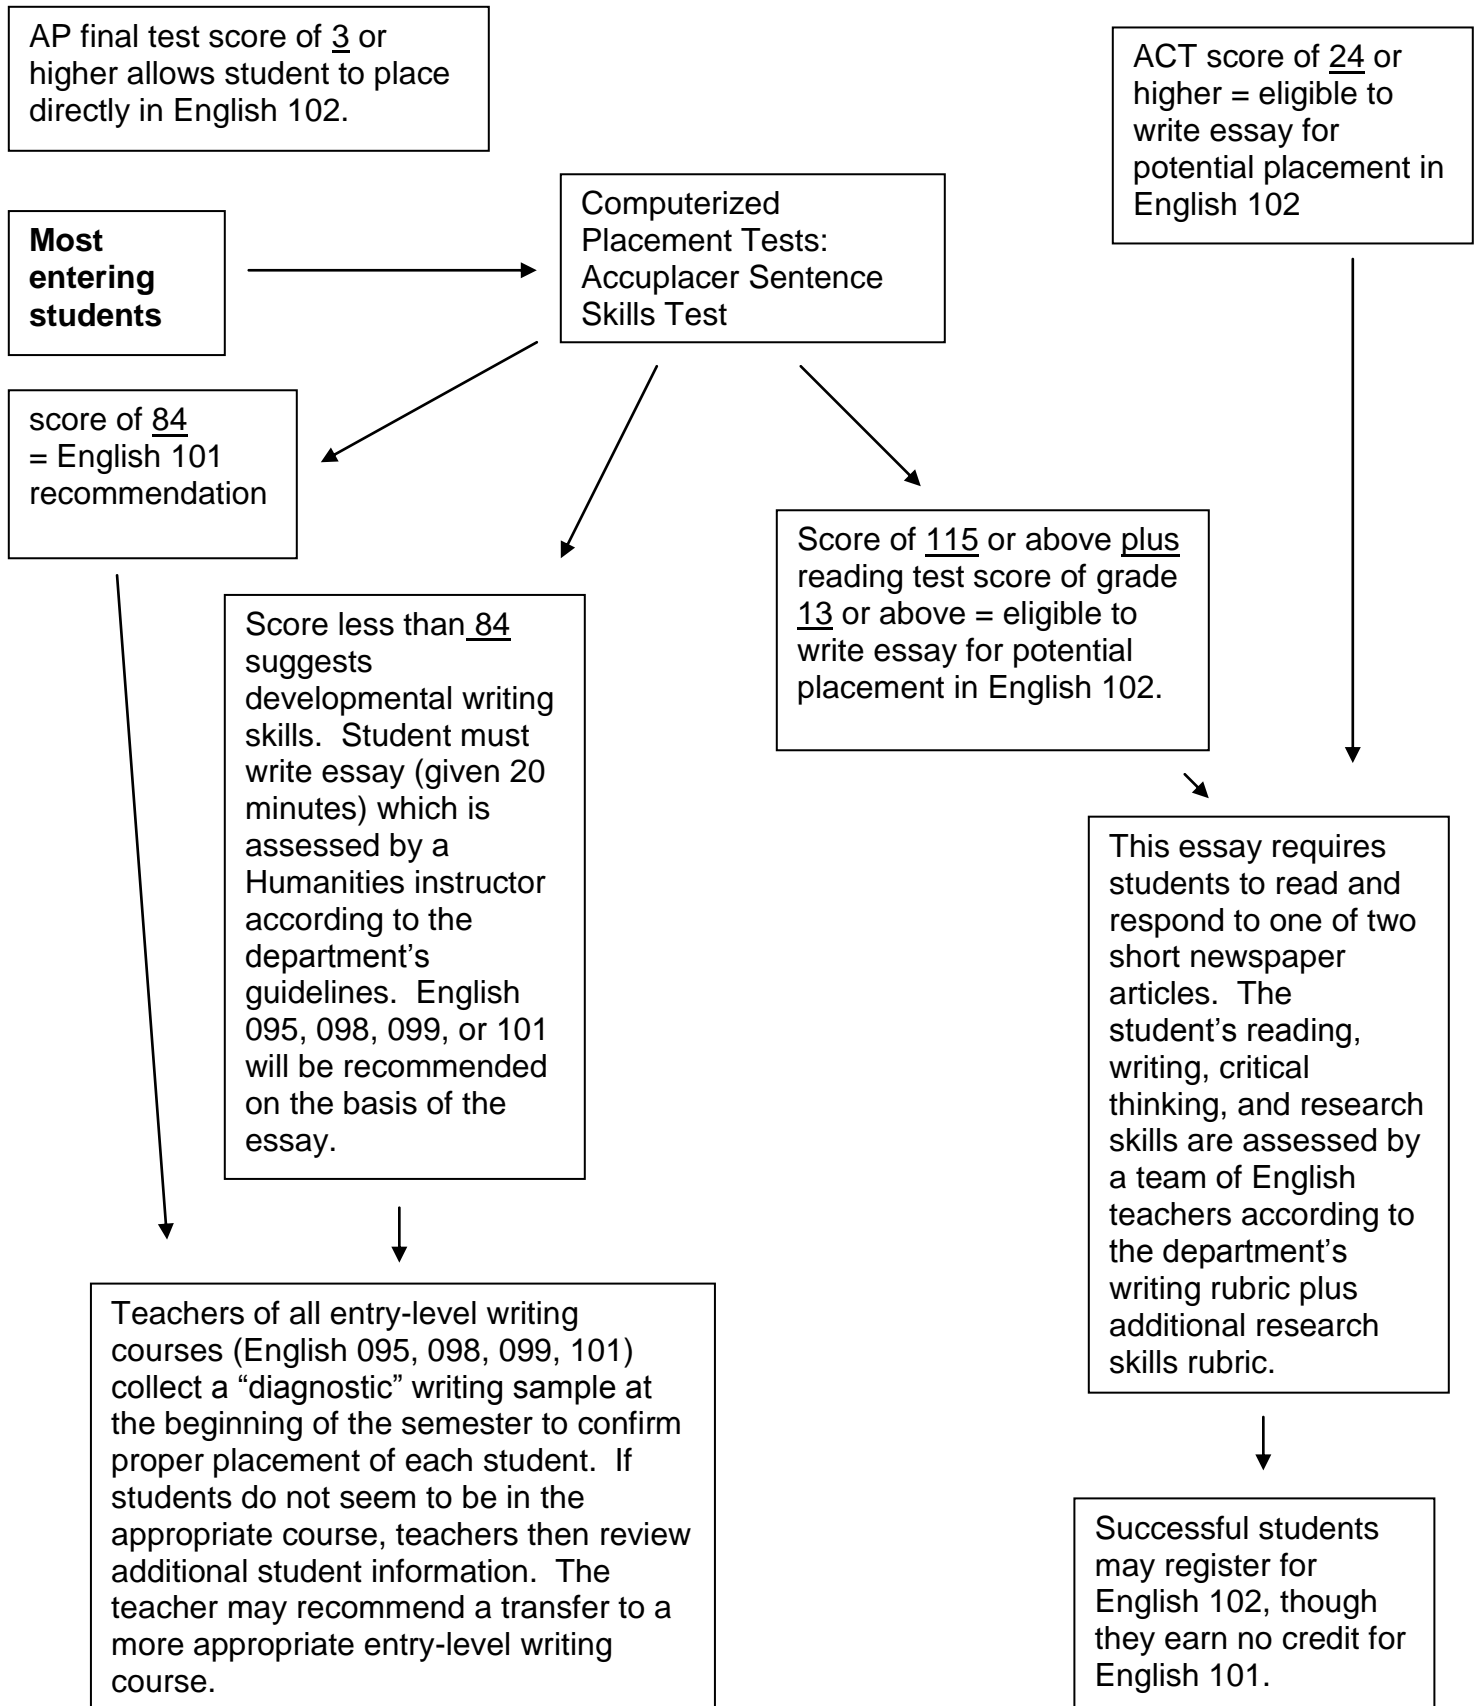 AP final test score of 3 or
higher allows student to place
directly in English 102.
ACT score of 24 or
higher = eligible to
write essay for
potential placement in
English 102
Most
entering
students
Computerized
Placement Tests:
Accuplacer Sentence
Skills Test
score of 84
= English 101
recommendation
Score less than 84
suggests
developmental writing
skills.  Student must
write essay (given 20
minutes) which is
assessed by a
Humanities instructor
according to the
department’s
guidelines.  English
095, 098, 099, or 101
will be recommended
on the basis of the
essay.
Score of 115 or above plus
reading test score of grade
13 or above = eligible to
write essay for potential
placement in English 102.
This essay requires
students to read and
respond to one of two
short newspaper
articles.  The
student’s reading,
writing, critical
thinking, and research
skills are assessed by
a team of English
teachers according to
the department’s
writing rubric plus
additional research
skills rubric.
Teachers of all entry-level writing
courses (English 095, 098, 099, 101)
collect a “diagnostic” writing sample at
the beginning of the semester to confirm
proper placement of each student.  If
students do not seem to be in the
appropriate course, teachers then review
additional student information.  The
teacher may recommend a transfer to a
more appropriate entry-level writing
course.
Successful students
may register for
English 102, though
they earn no credit for
English 101.